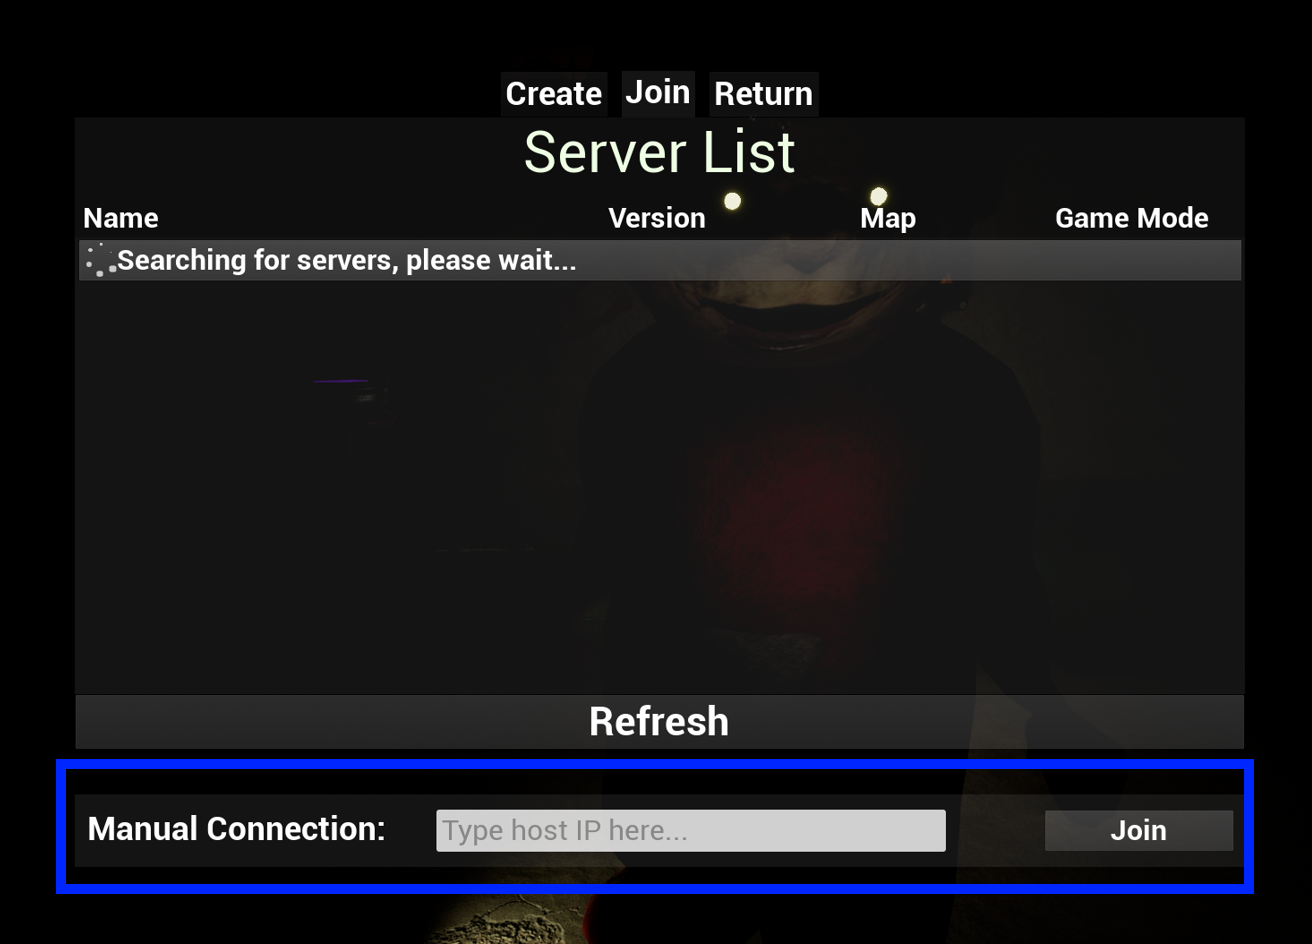 Create Join Return
Server List
Name Version Map Game Mode
Searching for servers, please wait...
Refresh
Manual Connection: Type host IP here... Join